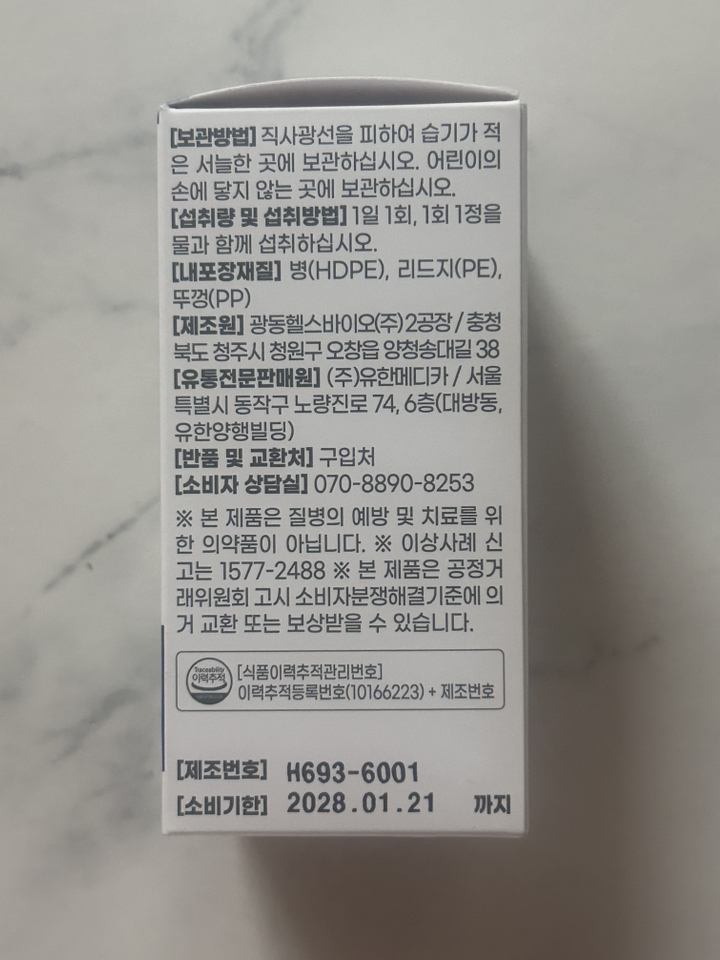 [보관방법] 직사광선을 피하여 습기가 적
은 서늘한 곳에 보관하십시오. 어린이의
손에 닿지 않는 곳에 보관하십시오.
[섭취량 및 섭취방법] 1일 1회, 1회 1정을
물과 함께 섭취하십시오.
[내포장재질] 병(HDPE), 리드지(PE),
뚜껑(PP)
[제조원] 광동헬스바이오(주)2공장 / 충청
북도 청주시 청원구 오창읍 양청송대길 38
[유통전문판매원] (주)유한메디카 / 서울
특별시 동작구 노량진로 74, 6층(대방동,
유한양행빌딩)
[반품 및 교환처] 구입처
[소비자 상담실] 070-8890-8253
※ 본 제품은 질병의 예방 및 치료를 위
한 의약품이 아닙니다. ※ 이상사례 신
고는 1577-2488 ※ 본 제품은 공정거
래위원회 고시 소비자분쟁해결기준에 의
거 교환 또는 보상받을 수 있습니다.
Traceability
이력추적
[식품이력추적관리번호]
이력추적등록번호(10166223) + 제조번호
[제조번호] H693-6001
[소비기한] 2028.01.21 까지